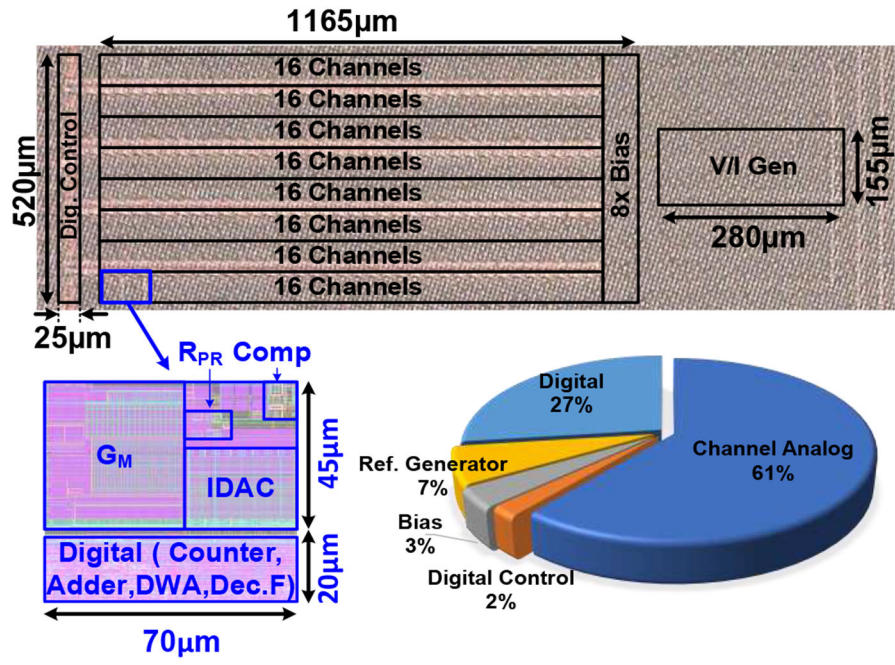 1165µm
16 Channels
16 Channels
16 Channels
16 Channels
16 Channels
16 Channels
16 Channels
16 Channels
520µm
Dig. Control
8x Bias
V/I Gen
155µm
280µm
25µm
RPR Comp
GM
IDAC
45µm
Digital ( Counter,
Adder,DWA,Dec.F)
20µm
70µm
Digital
27%
Channel Analog
61%
Ref. Generator
7%
Bias
3%
Digital Control
2%